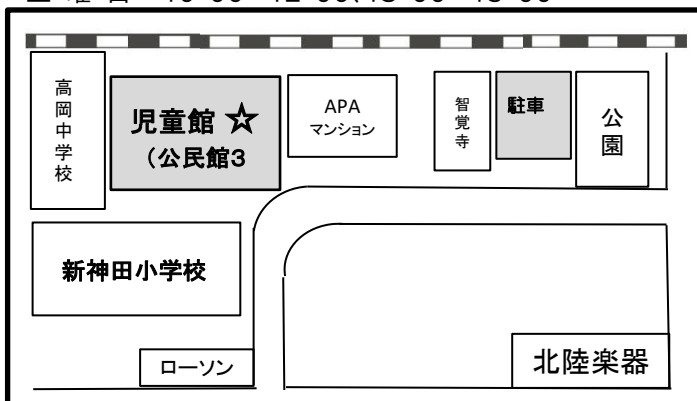 高岡中学校
児童館 ☆
(公民館3
APA
マンション
智覚寺
駐車
公園
新神田小学校
ローソン
北陸楽器